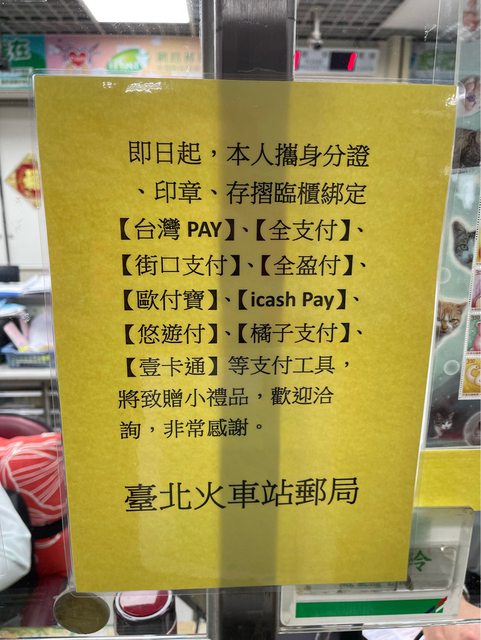 即日起，本人攜身分證
、印章、存摺臨櫃綁定
【台灣 PAY】、【全支付】、
【街口支付】、【全盈付】、
【歐付寶】、【icash Pay】、
【悠遊付】、【橘子支付】、
【壹卡通】等支付工具，
將致贈小禮品，歡迎洽
詢，非常感謝。
臺北火車站郵局